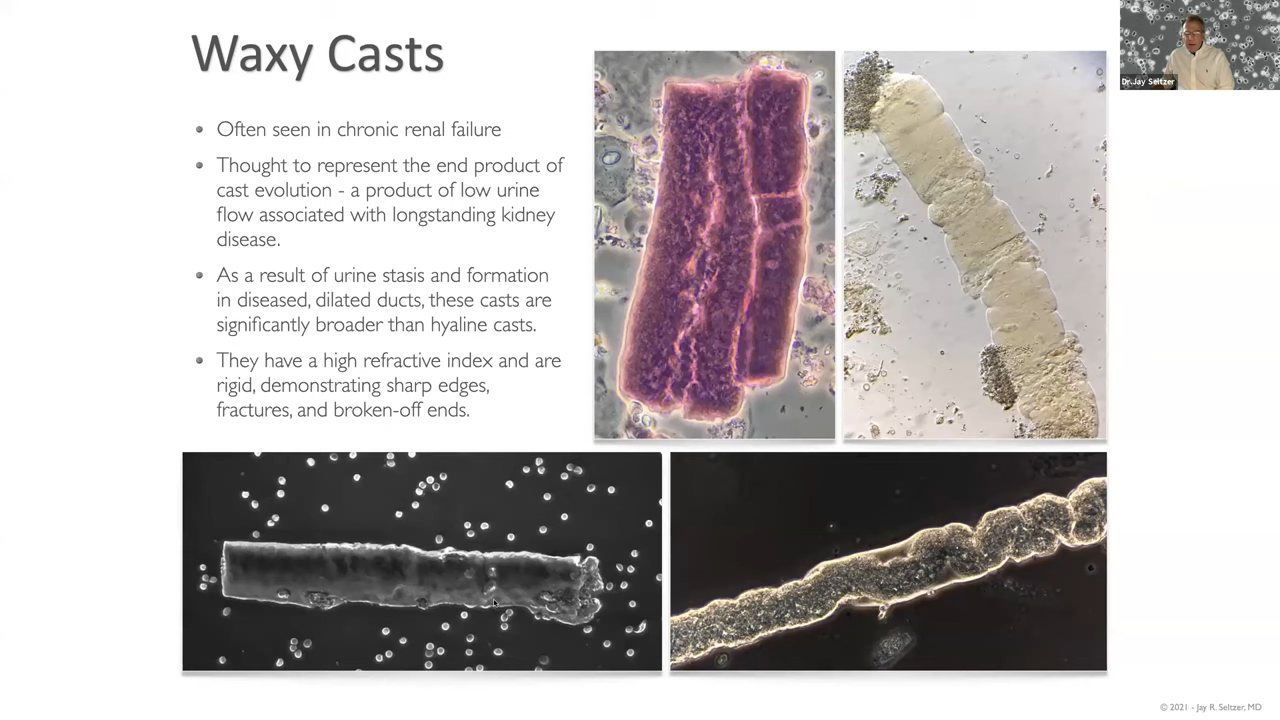 Waxy Casts
Often seen in chronic renal failure
Thought to represent the end product of
cast evolution - a product of low urine
flow associated with longstanding kidney
disease.
As a result of urine stasis and formation
in diseased, dilated ducts, these casts are
significantly broader than hyaline casts.
They have a high refractive index and are
rigid, demonstrating sharp edges,
fractures, and broken-off ends.
Dr.Jay Seltzer
© 2021 - Jay R. Seltzer, MD